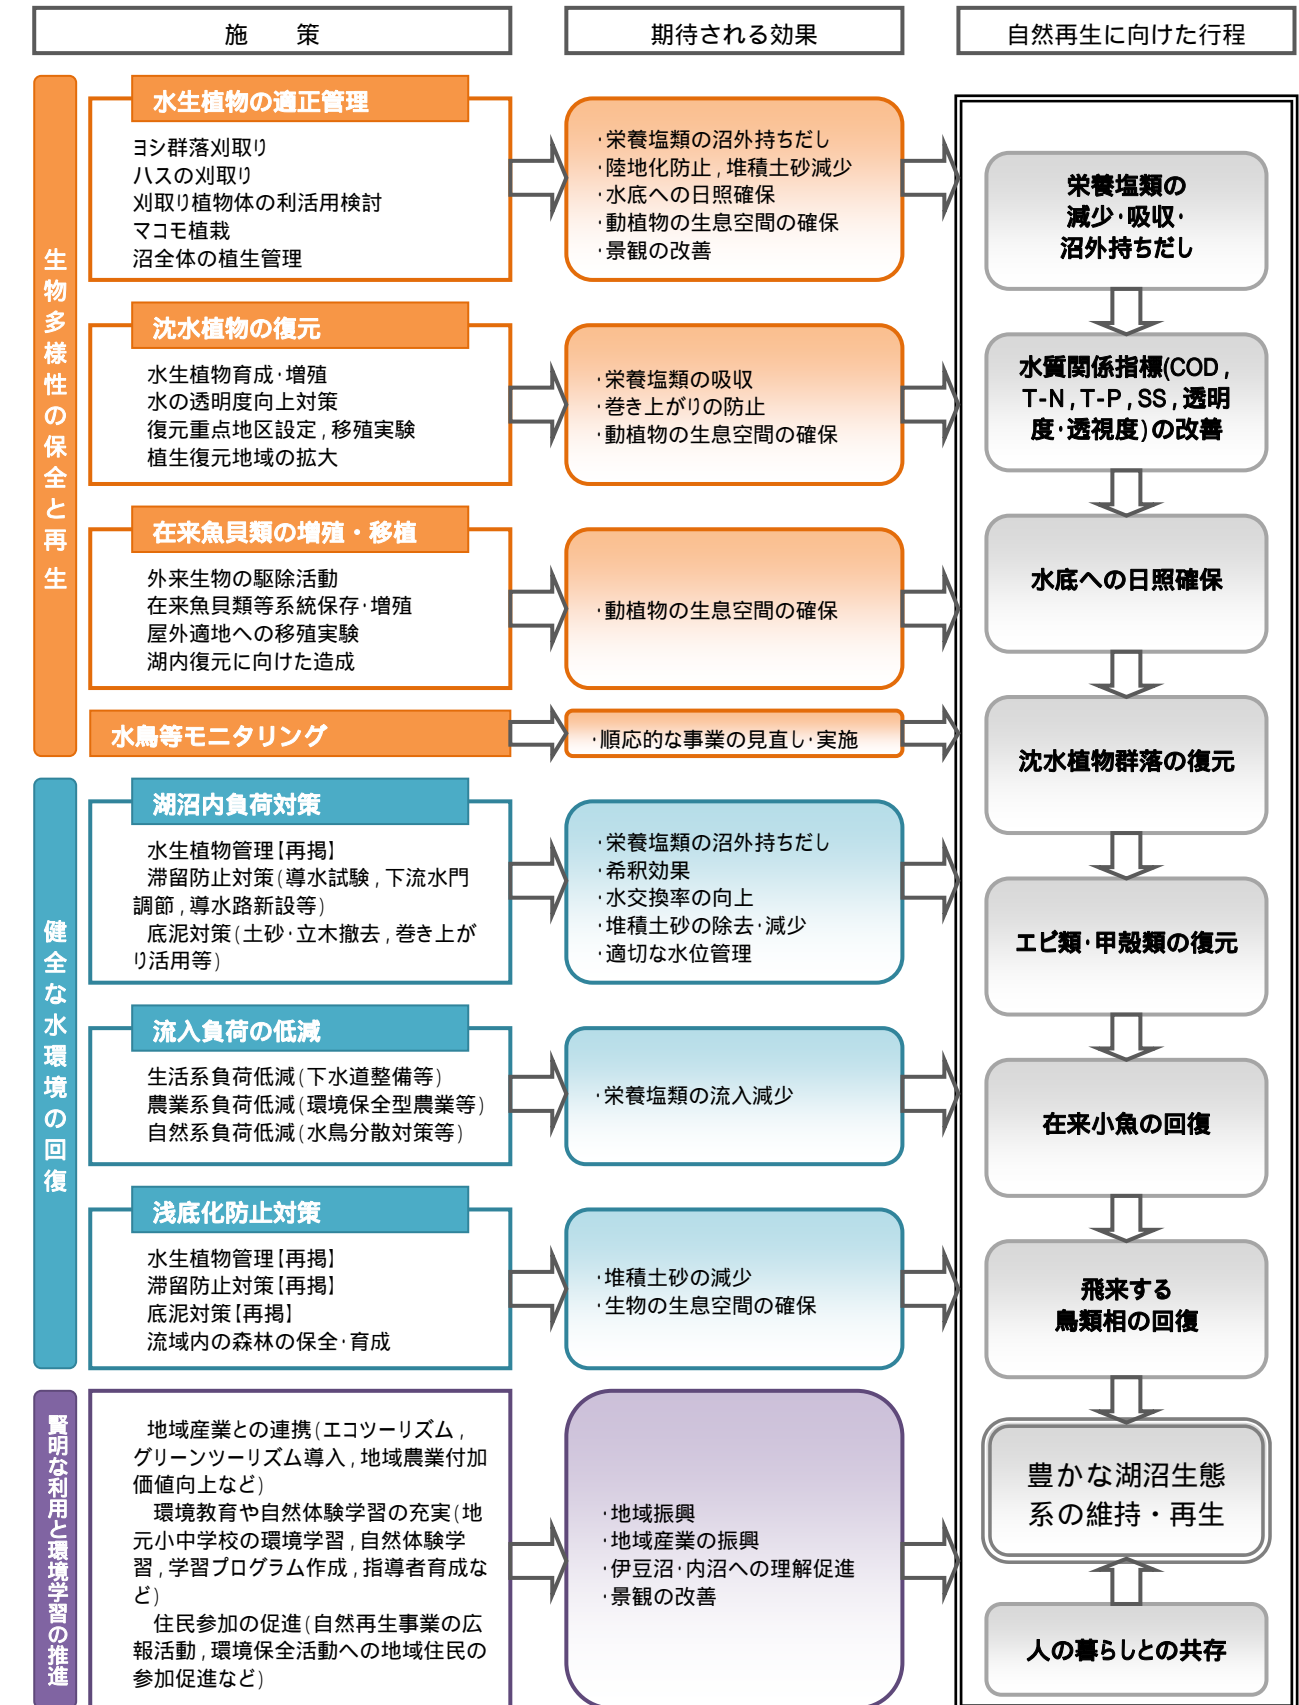 施　策
期待される効果
自然再生に向けた行程
生物多様性の保全と再生
水生植物の適正管理
ヨシ群落刈取り
ハスの刈取り
刈取り植物体の利活用検討
マコモ植栽
沼全体の植生管理
・栄養塩類の沼外持ちだし
・陸地化防止,堆積土砂減少
・水底への日照確保
・動植物の生息空間の確保
・景観の改善
沈水植物の復元
水生植物育成・増殖
水の透明度向上対策
復元重点地区設定,移殖実験
植生復元地域の拡大
・栄養塩類の吸収
・巻き上がりの防止
・動植物の生息空間の確保
在来魚貝類の増殖・移植
外来生物の駆除活動
在来魚貝類等系統保存・増殖
屋外適地への移殖実験
湖内復元に向けた造成
・動植物の生息空間の確保
水鳥等モニタリング
・順応的な事業の見直し・実施
健全な水環境の回復
湖沼内負荷対策
水生植物管理【再掲】
滞留防止対策(導水試験,下流水門
調節,導水路新設等)
底泥対策(土砂・立木撤去,巻き上が
り活用等)
・栄養塩類の沼外持ちだし
・希釈効果
・水交換率の向上
・堆積土砂の除去・減少
・適切な水位管理
流入負荷の低減
生活系負荷低減(下水道整備等)
農業系負荷低減(環境保全型農業等)
自然系負荷低減(水鳥分散対策等)
・栄養塩類の流入減少
浅底化防止対策
水生植物管理【再掲】
滞留防止対策【再掲】
底泥対策【再掲】
流域内の森林の保全・育成
・堆積土砂の減少
・生物の生息空間の確保
賢明な利用と環境学習の推進
地域産業との連携(エコツーリズム,
グリーンツーリズム導入,地域農業付加
価値向上など)
環境教育や自然体験学習の充実(地
元小中学校の環境学習,自然体験学
習,学習プログラム作成,指導者育成な
ど)
住民参加の促進(自然再生事業の広
報活動,環境保全活動への地域住民の
参加促進など)
・地域振興
・地域産業の振興
・伊豆沼・内沼への理解促進
・景観の改善
栄養塩類の
減少・吸収・
沼外持ちだし
水質関係指標(COD,
T-N,T-P,SS,透明
度・透視度)の改善
水底への日照確保
沈水植物群落の復元
エビ類・甲殻類の復元
在来小魚の回復
飛来する
鳥類相の回復
豊かな湖沼生態
系の維持・再生
人の暮らしとの共存